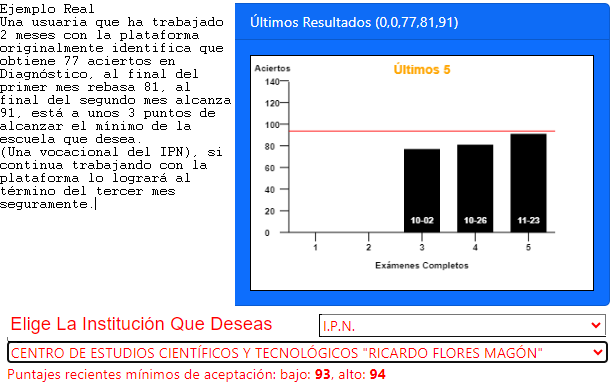 Ejemplo Real
Una usuaria que ha trabajado
2 meses con la plataforma
originalmente identifica que
obtiene 77 aciertos en
Diagnóstico, al final del
primer mes rebasa 81, al
final del segundo mes alcanza
91, está a unos 3 puntos de
alcanzar el mínimo de la
escuela que desea.
(Una vocacional del IPN), si
continua trabajando con la
plataforma lo logrará al
término del tercer mes
seguramente.
Últimos Resultados (0,0,77,81,91)
Aciertos
Últimos 5
140
120
100
80
60
40
20
0
10-02
10-26
11-23
1
2
3
4
5
Exámenes Completos
Elige La Institución Que Deseas
I.P.N.
CENTRO DE ESTUDIOS CIENTÍFICOS Y TECNOLÓGICOS "RICARDO FLORES MAGÓN"
Puntajes recientes mínimos de aceptación: bajo: 93, alto: 94